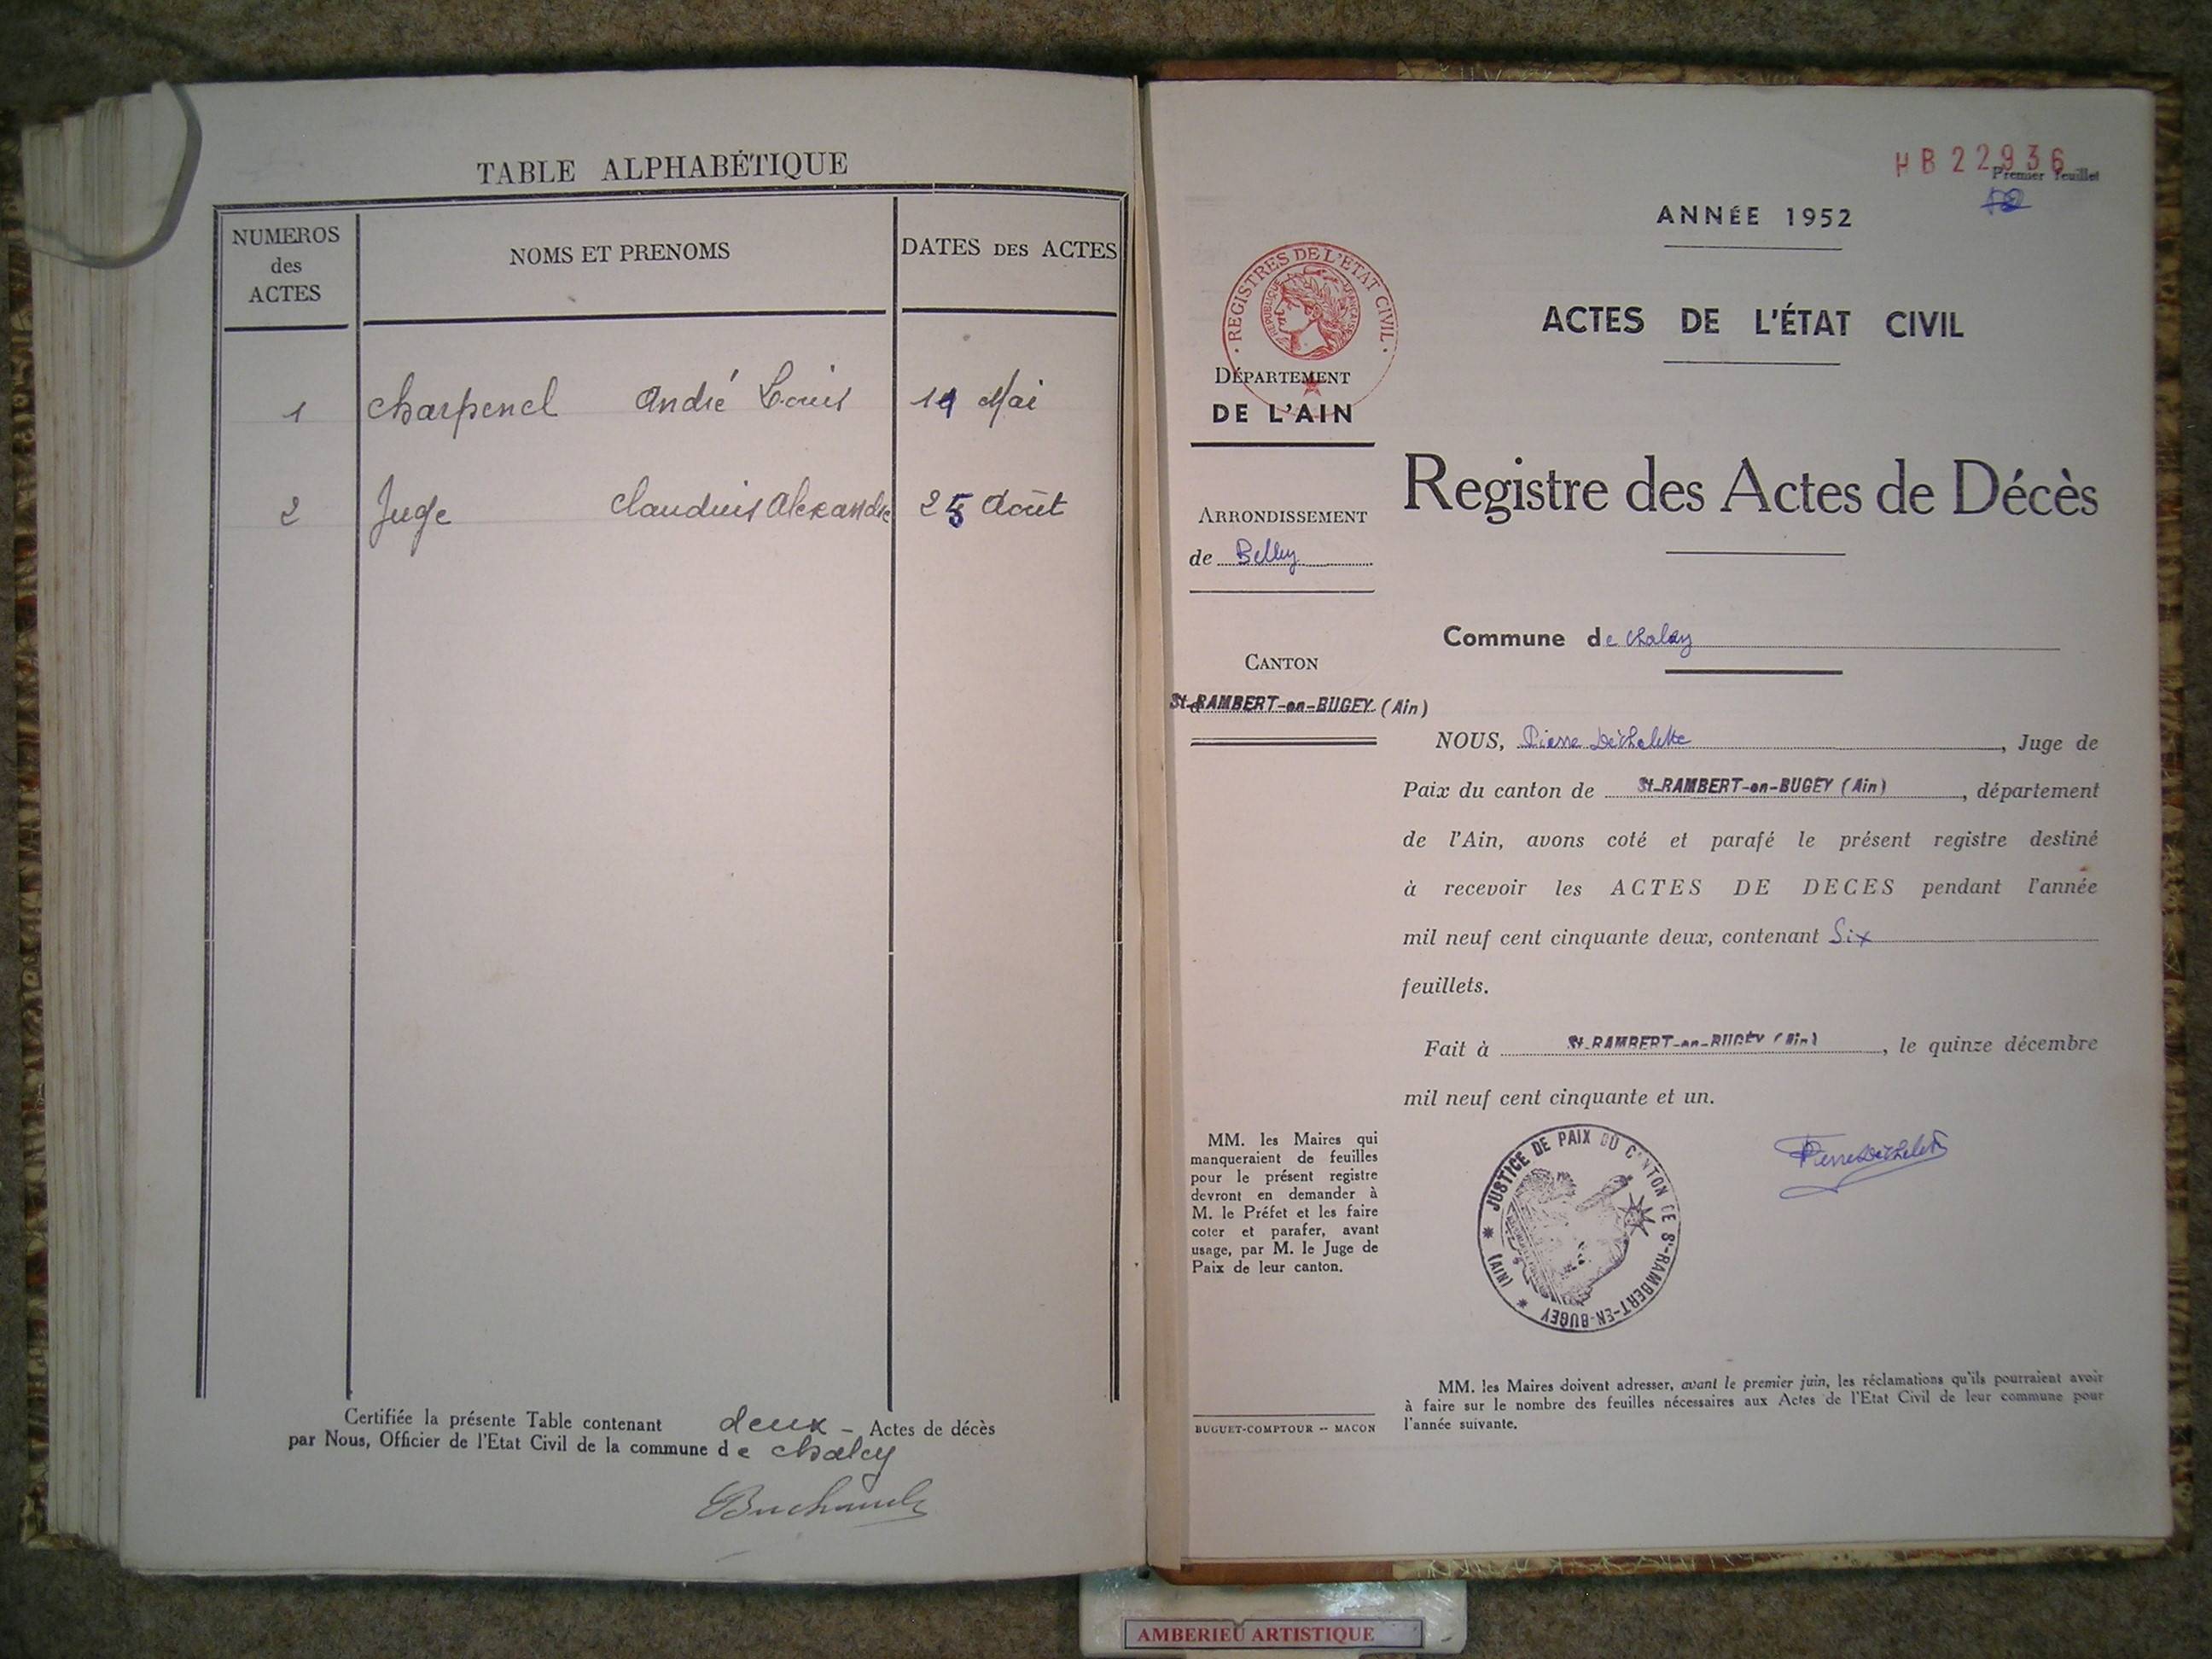 TABLE ALPHABÉTIQUE
NUMEROS
des
ACTES
NOMS ET PRENOMS
DATES DES ACTES
1 Charpenel André Louis 19 Mai
2 Juge Claudius Alexandre 25 Août
Certifiée la présente Table contenant deux - Actes de décès
par Nous, Officier de l'Etat Civil de la commune de Chaley
H B 22936
Premier feuillet
ANNÉE 1952
ACTES DE L'ÉTAT CIVIL
· REGISTRES DE L'ETAT CIVIL ·
REPUBLIQUE FRANÇAISE
DÉPARTEMENT
DE L'AIN
Registre des Actes de Décès
ARRONDISSEMENT
de Belley
Commune de Chaley
CANTON
St-RAMBERT-en-BUGEY (Ain)
NOUS, Pierre Déchelette, Juge de
Paix du canton de St-RAMBERT-en-BUGEY (Ain), département
de l'Ain, avons coté et parafé le présent registre destiné
à recevoir les ACTES DE DECES pendant l'année
mil neuf cent cinquante deux, contenant Six
feuillets.
Fait à St-RAMBERT-en-BUGEY (Ain), le quinze décembre
mil neuf cent cinquante et un.
MM. les Maires qui
manqueraient de feuilles
pour le présent registre
devront en demander à
M. le Préfet et les faire
coter et parafer, avant
usage, par M. le Juge de
Paix de leur canton.
JUSTICE DE PAIX DU CANTON DE St-RAMBERT-EN-BUGEY * (AIN) *
MM. les Maires doivent adresser, avant le premier juin, les réclamations qu'ils pourraient avoir
à faire sur le nombre des feuilles nécessaires aux Actes de l'Etat Civil de leur commune pour
l'année suivante.
BUGUET-COMPTOUR -- MACON
AMBERIEU ARTISTIQUE